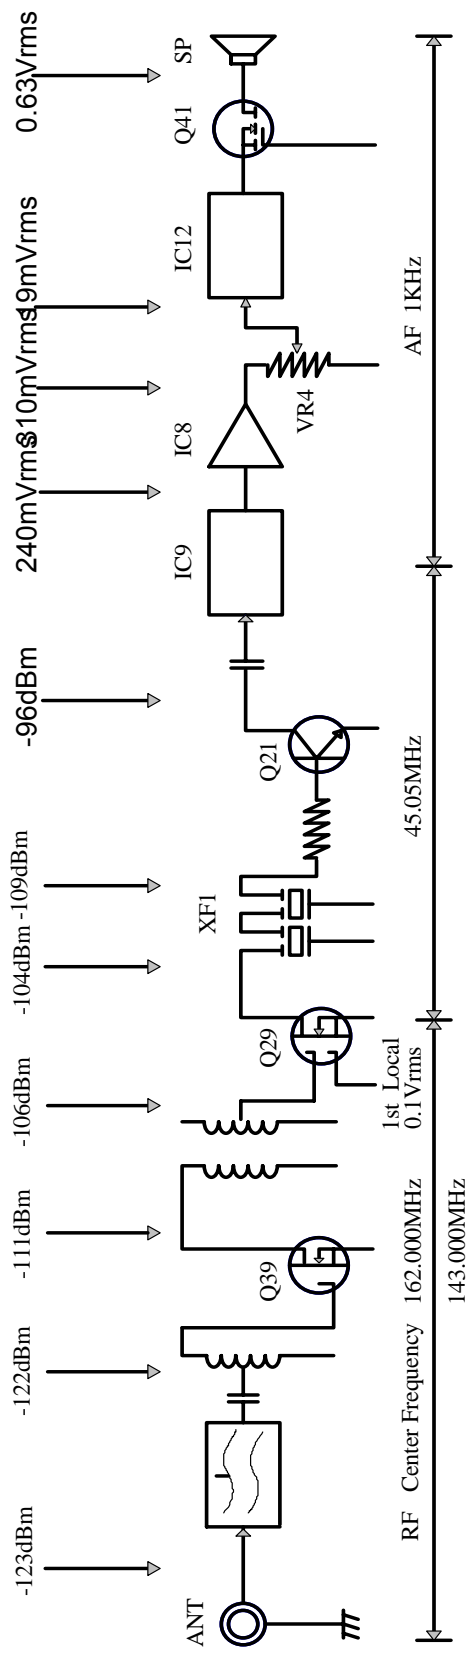 -123dBm
-122dBm
-111dBm
-106dBm
-104dBm
-109dBm
-96dBm
240mVrms
310mVrms
19mVrms
0.63Vrms
ANT
Q39
Q29
XF1
Q21
IC9
IC8
VR4
IC12
Q41
SP
1st Local
0.1Vrms
RF Center Frequency 162.000MHz
143.000MHz
45.05MHz
AF 1KHz